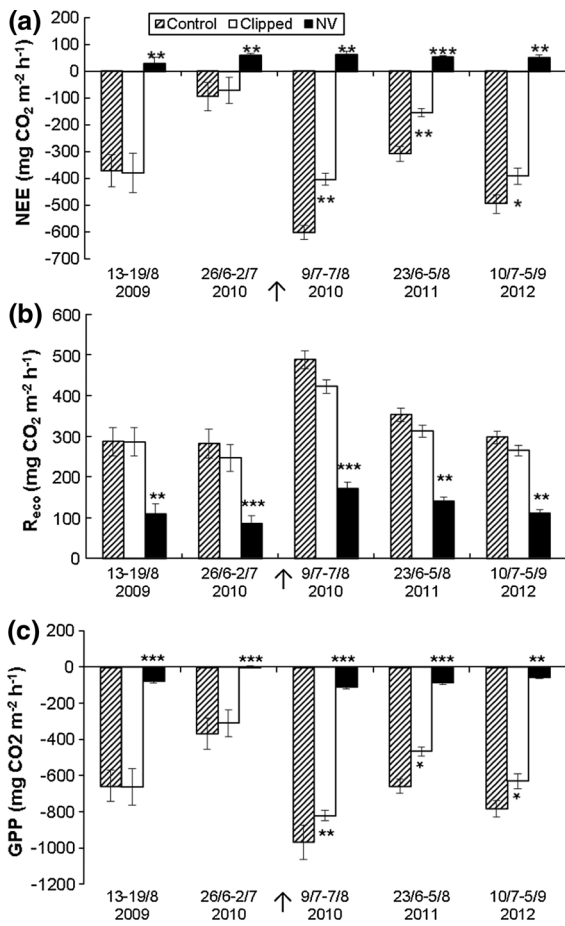 (a)
Control Clipped NV
NEE (mg CO2 m-2 h-1)
200
100
0
-100
-200
-300
-400
-500
-600
-700
** ** ** *** **
** ** *
13-19/8 26/6-2/7 9/7-7/8 23/6-5/8 10/7-5/9
2009 2010 ↑ 2010 2011 2012
(b)
Reco (mg CO2 m-2 h-1)
600
500
400
300
200
100
0
** *** *** ** **
13-19/8 26/6-2/7 9/7-7/8 23/6-5/8 10/7-5/9
2009 2010 ↑ 2010 2011 2012
(c)
GPP (mg CO2 m-2 h-1)
200
0
-200
-400
-600
-800
-1000
-1200
*** *** *** *** **
** * *
13-19/8 26/6-2/7 9/7-7/8 23/6-5/8 10/7-5/9
2009 2010 ↑ 2010 2011 2012